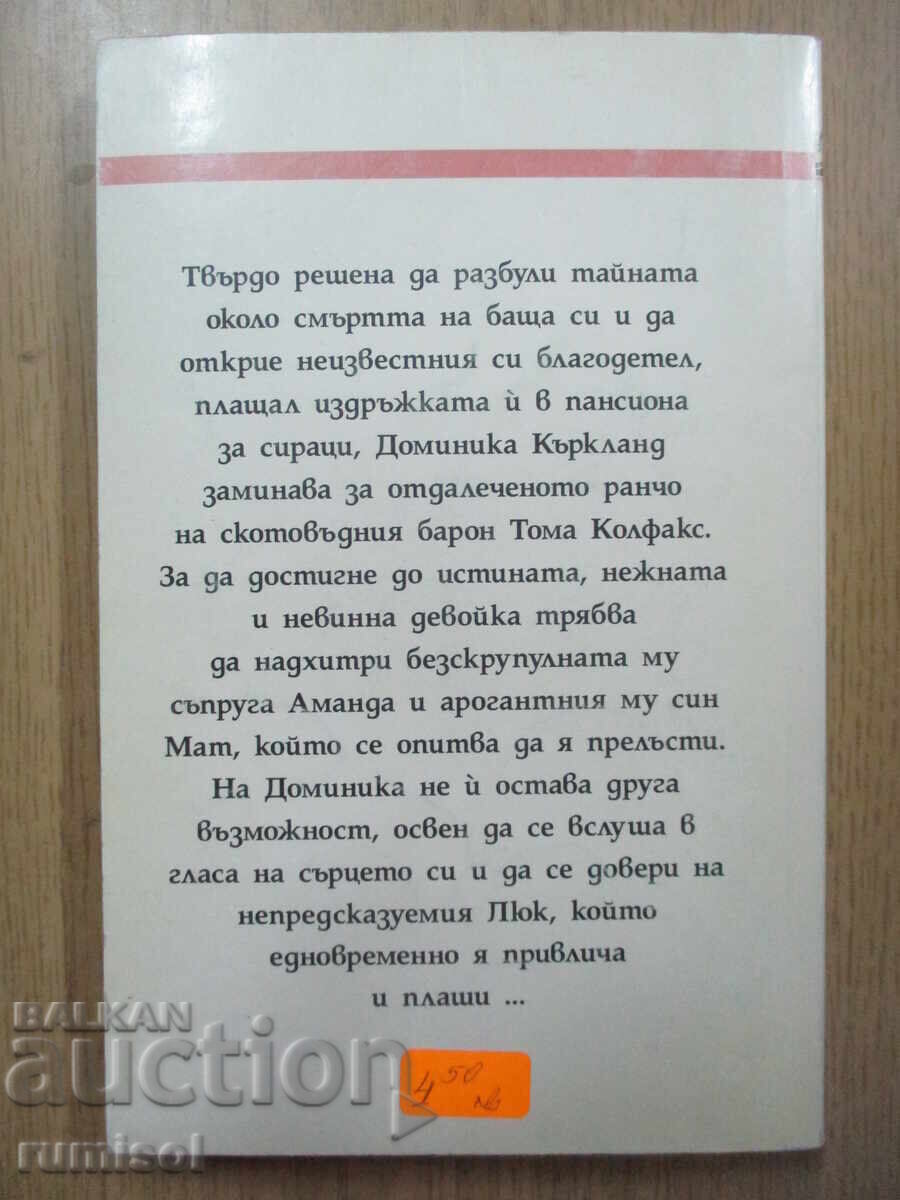 Твърдо решена да разбули тайната
около смъртта на баща си и да
открие неизвестния си благодетел,
плащал издръжката ѝ в пансиона
за сираци, Доминика Къркланд
заминава за отдалеченото ранчо
на скотовъдния барон Тома Колфакс.
За да достигне до истината, нежната
и невинна девойка трябва
да надхитри безскрупулната му
съпруга Аманда и арогантния му син
Мат, който се опитва да я прелъсти.
На Доминика не ѝ остава друга
възможност, освен да се вслуша в
гласа на сърцето си и да се довери на
непредсказуемия Люк, който
едновременно я привлича
и плаши ...
BALKAN
auction
4 50 лв
rumisol